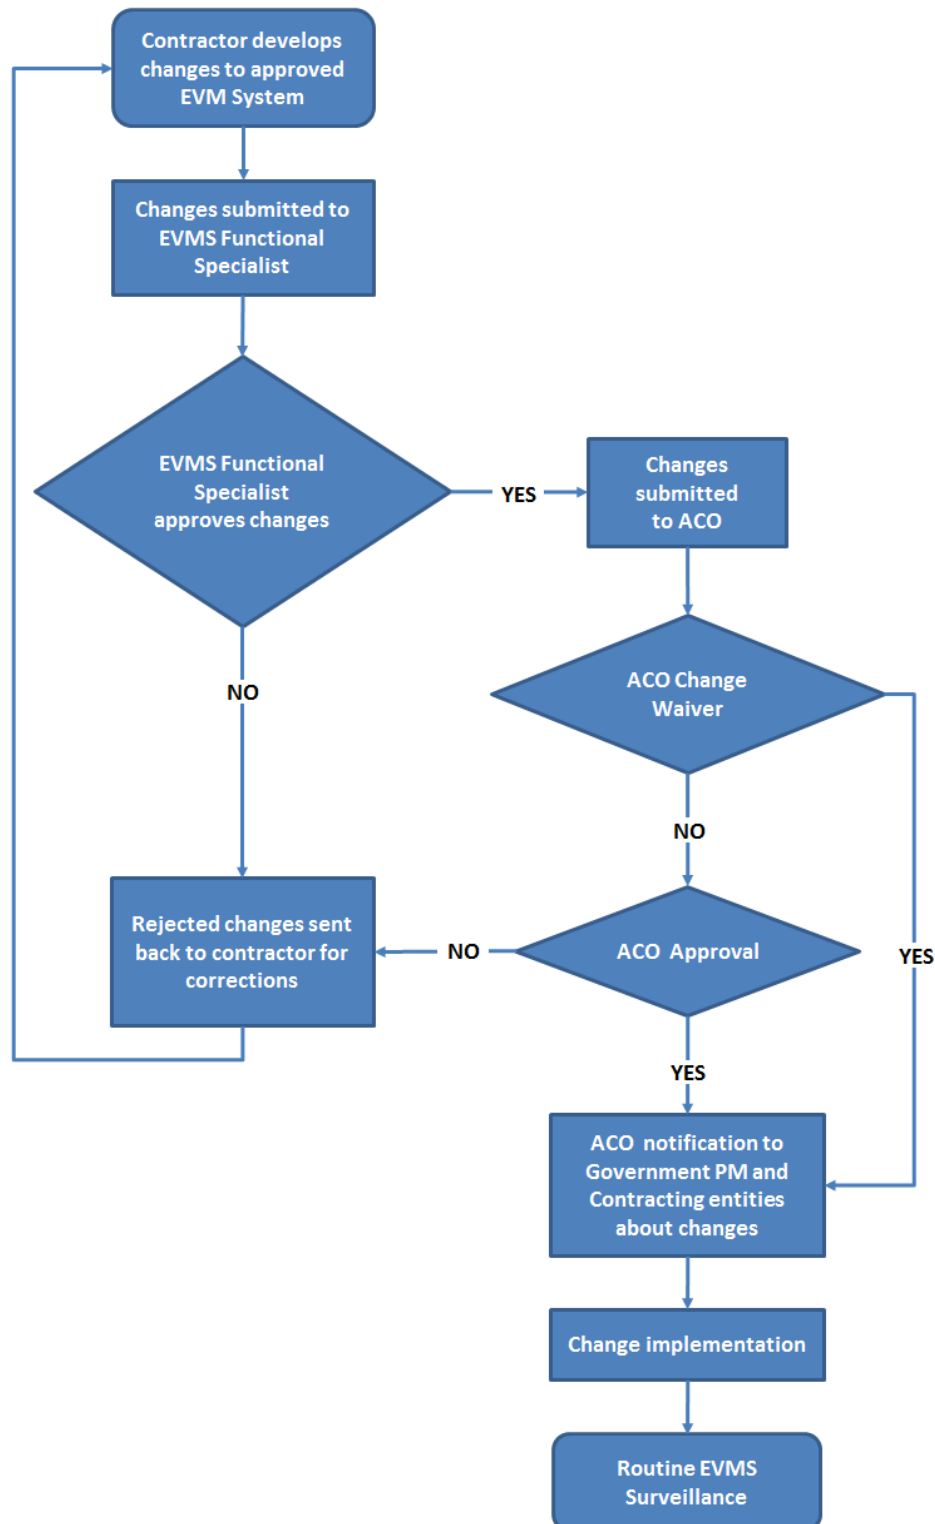 Contractor develops
changes to approved
EVM System
Changes submitted to
EVMS Functional
Specialist
EVMS Functional
Specialist
approves changes
YES
Changes
submitted
to ACO
NO
ACO Change
Waiver
NO
YES
Rejected changes sent
back to contractor for
corrections
NO
ACO Approval
YES
ACO notification to
Government PM and
Contracting entities
about changes
Change implementation
Routine EVMS
Surveillance